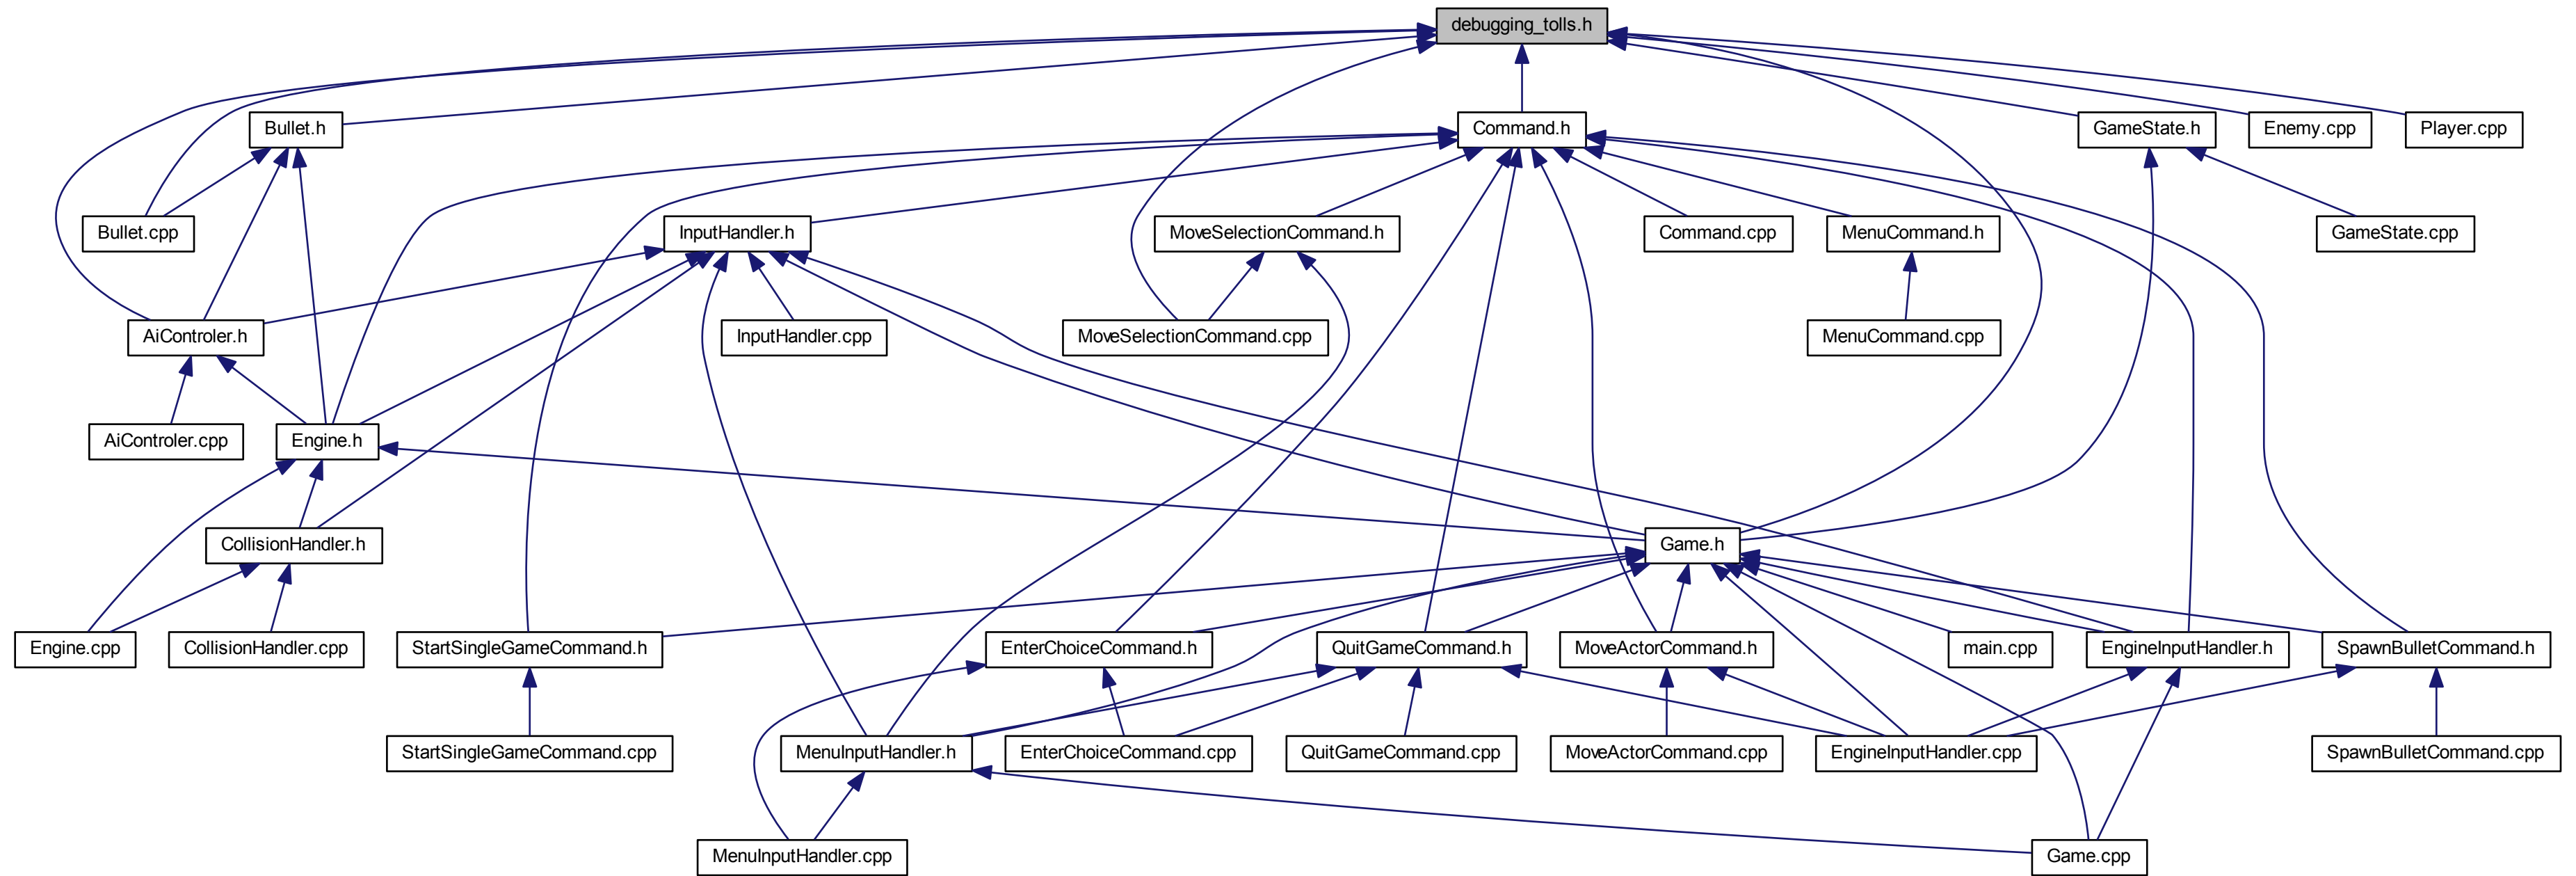 debugging_tolls.h
Bullet.h
Command.h
GameState.h
Enemy.cpp
Player.cpp
Bullet.cpp
InputHandler.h
MoveSelectionCommand.h
Command.cpp
MenuCommand.h
GameState.cpp
AiControler.h
InputHandler.cpp
MoveSelectionCommand.cpp
MenuCommand.cpp
AiControler.cpp
Engine.h
CollisionHandler.h
Game.h
Engine.cpp
CollisionHandler.cpp
StartSingleGameCommand.h
EnterChoiceCommand.h
QuitGameCommand.h
MoveActorCommand.h
main.cpp
EngineInputHandler.h
SpawnBulletCommand.h
StartSingleGameCommand.cpp
MenuInputHandler.h
EnterChoiceCommand.cpp
QuitGameCommand.cpp
MoveActorCommand.cpp
EngineInputHandler.cpp
SpawnBulletCommand.cpp
MenuInputHandler.cpp
Game.cpp